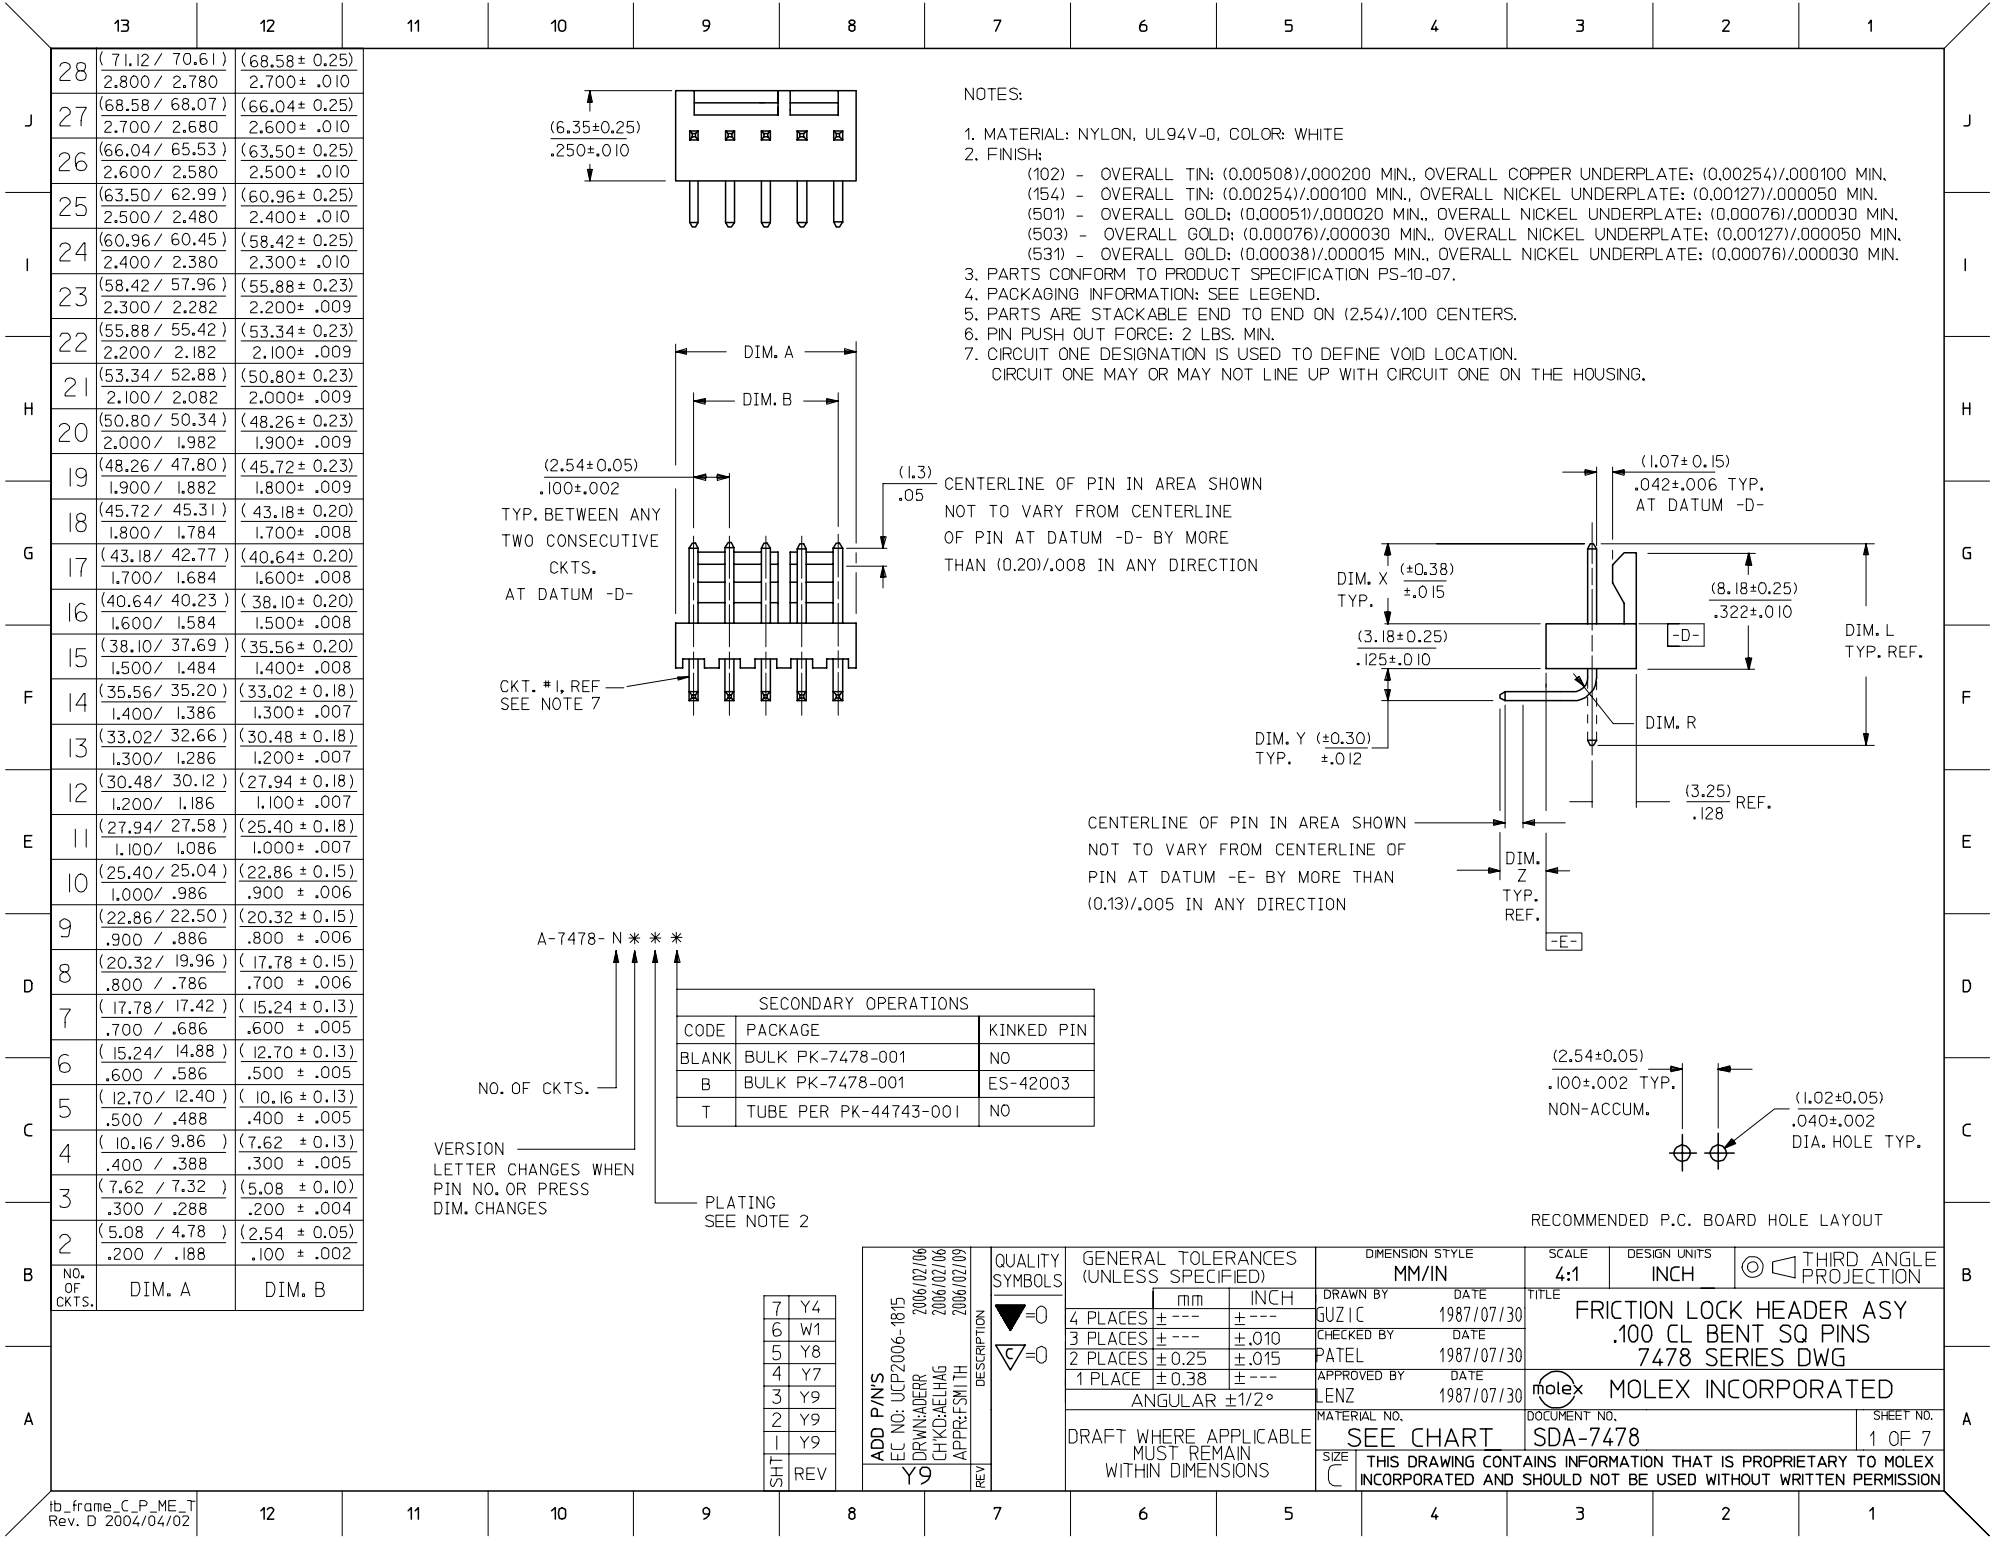 13 12 11 10 9 8 7 6 5 4 3 2 1
J
I
H
G
F
E
D
C
B
A
28 (71.12/ 70.61) (68.58± 0.25)
2.800/ 2.780 2.700± .010
27 (68.58/ 68.07) (66.04± 0.25)
2.700/ 2.680 2.600± .010
26 (66.04/ 65.53) (63.50± 0.25)
2.600/ 2.580 2.500± .010
25 (63.50/ 62.99) (60.96± 0.25)
2.500/ 2.480 2.400± .010
24 (60.96/ 60.45) (58.42± 0.25)
2.400/ 2.380 2.300± .010
23 (58.42/ 57.96) (55.88± 0.23)
2.300/ 2.282 2.200± .009
22 (55.88/ 55.42) (53.34± 0.23)
2.200/ 2.182 2.100± .009
21 (53.34/ 52.88) (50.80± 0.23)
2.100/ 2.082 2.000± .009
20 (50.80/ 50.34) (48.26± 0.23)
2.000/ 1.982 1.900± .009
19 (48.26/ 47.80) (45.72± 0.23)
1.900/ 1.882 1.800± .009
18 (45.72/ 45.31) (43.18± 0.20)
1.800/ 1.784 1.700± .008
17 (43.18/ 42.77) (40.64± 0.20)
1.700/ 1.684 1.600± .008
16 (40.64/ 40.23) (38.10± 0.20)
1.600/ 1.584 1.500± .008
15 (38.10/ 37.69) (35.56± 0.20)
1.500/ 1.484 1.400± .008
14 (35.56/ 35.20) (33.02± 0.18)
1.400/ 1.386 1.300± .007
13 (33.02/ 32.66) (30.48± 0.18)
1.300/ 1.286 1.200± .007
12 (30.48/ 30.12) (27.94± 0.18)
1.200/ 1.186 1.100± .007
11 (27.94/ 27.58) (25.40± 0.18)
1.100/ 1.086 1.000± .007
10 (25.40/ 25.04) (22.86± 0.15)
1.000/ .986 .900 ± .006
9 (22.86/ 22.50) (20.32± 0.15)
.900 / .886 .800 ± .006
8 (20.32/ 19.96) (17.78± 0.15)
.800 / .786 .700 ± .006
7 (17.78/ 17.42) (15.24± 0.13)
.700 / .686 .600 ± .005
6 (15.24/ 14.88) (12.70± 0.13)
.600 / .586 .500 ± .005
5 (12.70/ 12.40) (10.16± 0.13)
.500 / .488 .400 ± .005
4 (10.16/ 9.86) (7.62 ± 0.13)
.400 / .388 .300 ± .005
3 (7.62 / 7.32) (5.08 ± 0.10)
.300 / .288 .200 ± .004
2 (5.08 / 4.78) (2.54 ± 0.05)
.200 / .188 .100 ± .002
NO.
OF
CKTS.
DIM. A DIM. B
(6.35±0.25)
.250±.010
NOTES:
1. MATERIAL: NYLON, UL94V-0, COLOR: WHITE
2. FINISH:
(102) - OVERALL TIN: (0.00508)/.000200 MIN., OVERALL COPPER UNDERPLATE: (0.00254)/.000100 MIN.
(154) - OVERALL TIN: (0.00254)/.000100 MIN., OVERALL NICKEL UNDERPLATE: (0.00127)/.000050 MIN.
(501) - OVERALL GOLD: (0.00051)/.000020 MIN., OVERALL NICKEL UNDERPLATE: (0.00076)/.000030 MIN.
(503) - OVERALL GOLD: (0.00076)/.000030 MIN., OVERALL NICKEL UNDERPLATE: (0.00127)/.000050 MIN.
(531) - OVERALL GOLD: (0.00038)/.000015 MIN., OVERALL NICKEL UNDERPLATE: (0.00076)/.000030 MIN.
3. PARTS CONFORM TO PRODUCT SPECIFICATION PS-10-07.
4. PACKAGING INFORMATION: SEE LEGEND.
5. PARTS ARE STACKABLE END TO END ON (2.54)/.100 CENTERS.
6. PIN PUSH OUT FORCE: 2 LBS. MIN.
7. CIRCUIT ONE DESIGNATION IS USED TO DEFINE VOID LOCATION.
CIRCUIT ONE MAY OR MAY NOT LINE UP WITH CIRCUIT ONE ON THE HOUSING.
DIM. A
DIM. B
(2.54±0.05)
.100±.002
TYP. BETWEEN ANY
TWO CONSECUTIVE
CKTS.
AT DATUM -D-
(1.3)
.05
CENTERLINE OF PIN IN AREA SHOWN
NOT TO VARY FROM CENTERLINE
OF PIN AT DATUM -D- BY MORE
THAN (0.20)/.008 IN ANY DIRECTION
CKT. #1, REF
SEE NOTE 7
(1.07±0.15)
.042±.006 TYP.
AT DATUM -D-
DIM. X (±0.38)
TYP. ±.015
(8.18±0.25)
.322±.010
(3.18±0.25)
.125±.010
-D-
DIM. L
TYP. REF.
DIM. R
DIM. Y (±0.30)
TYP. ±.012
(3.25)
.128 REF.
CENTERLINE OF PIN IN AREA SHOWN
NOT TO VARY FROM CENTERLINE OF
PIN AT DATUM -E- BY MORE THAN
(0.13)/.005 IN ANY DIRECTION
DIM.
Z
TYP.
REF.
-E-
A-7478- N * * *
SECONDARY OPERATIONS
CODE PACKAGE KINKED PIN
BLANK BULK PK-7478-001 NO
B BULK PK-7478-001 ES-42003
T TUBE PER PK-44743-001 NO
NO. OF CKTS.
VERSION
LETTER CHANGES WHEN
PIN NO. OR PRESS
DIM. CHANGES
PLATING
SEE NOTE 2
(2.54±0.05)
.100±.002 TYP.
NON-ACCUM.
(1.02±0.05)
.040±.002
DIA. HOLE TYP.
RECOMMENDED P.C. BOARD HOLE LAYOUT
7 Y4
6 W1
5 Y8
4 Y7
3 Y9
2 Y9
1 Y9
SHT REV
ADD P/N'S
EC NO: UCP2006-1815
DRWN:ADERR 2006/02/06
CH'KD:AELHAG 2006/02/06
APPR:FSMITH 2006/02/09
Y9
DESCRIPTION
REV
QUALITY
SYMBOLS
=0
C =0
GENERAL TOLERANCES
(UNLESS SPECIFIED)
mm INCH
4 PLACES ± --- ± ---
3 PLACES ± --- ±.010
2 PLACES ± 0.25 ±.015
1 PLACE ± 0.38 ± ---
ANGULAR ±1/2°
DRAFT WHERE APPLICABLE
MUST REMAIN
WITHIN DIMENSIONS
DIMENSION STYLE
MM/IN
SCALE
4:1
DESIGN UNITS
INCH
THIRD ANGLE
PROJECTION
DRAWN BY DATE
GUZIC 1987/07/30
CHECKED BY DATE
PATEL 1987/07/30
APPROVED BY DATE
LENZ 1987/07/30
TITLE
FRICTION LOCK HEADER ASY
.100 CL BENT SQ PINS
7478 SERIES DWG
molex MOLEX INCORPORATED
MATERIAL NO.
SEE CHART
DOCUMENT NO.
SDA-7478
SHEET NO.
1 OF 7
SIZE
C
THIS DRAWING CONTAINS INFORMATION THAT IS PROPRIETARY TO MOLEX
INCORPORATED AND SHOULD NOT BE USED WITHOUT WRITTEN PERMISSION
J
I
H
G
F
E
D
C
B
A
tb_frame_C_P_ME_T
Rev. D 2004/04/02
12 11 10 9 8 7 6 5 4 3 2 1